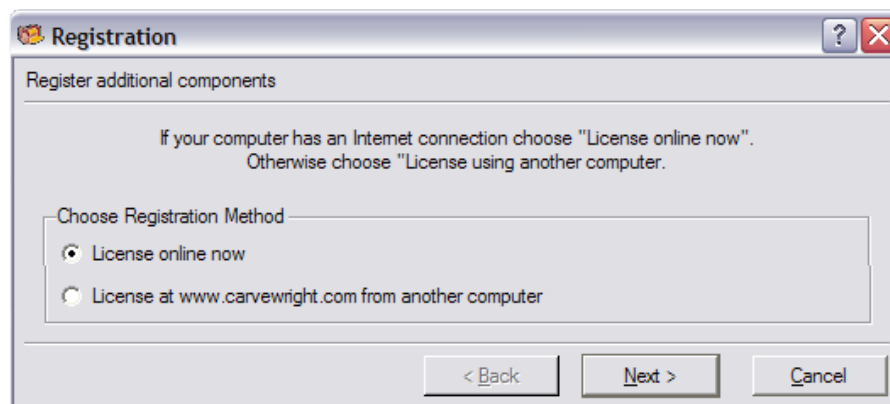 Registration
Register additional components
If your computer has an Internet connection choose "License online now".
Otherwise choose "License using another computer.
Choose Registration Method
License online now
License at www.carvewright.com from another computer
< Back Next > Cancel